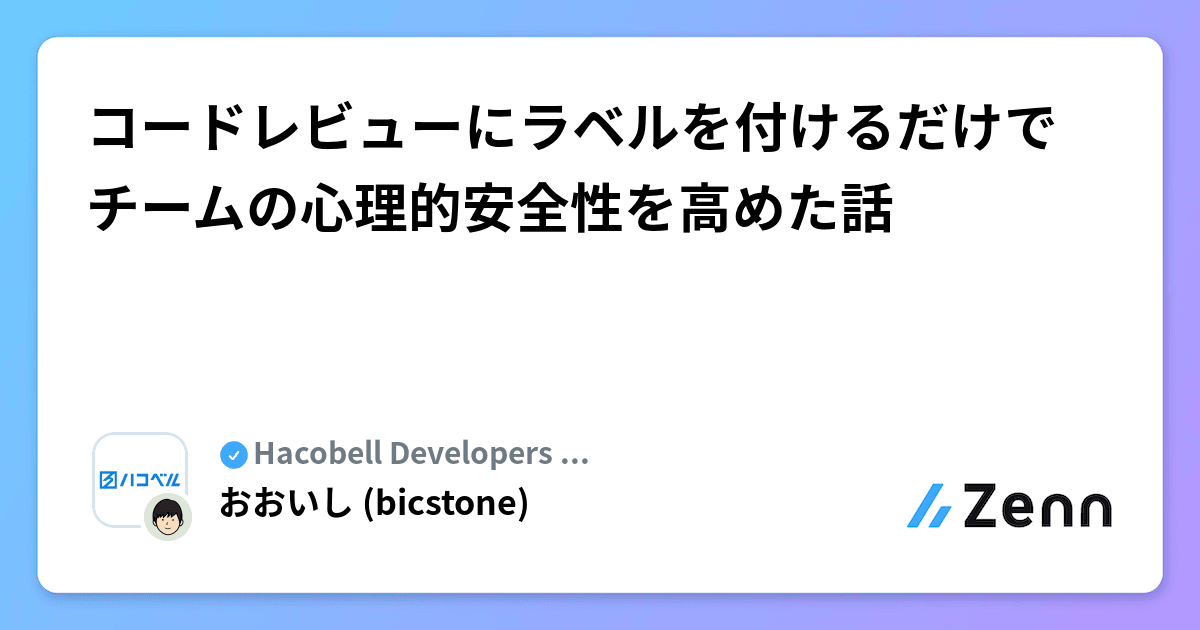 コードレビューにラベルを付けるだけで
チームの心理的安全性を高めた話
ハコベル
Hacobell Developers ...
おおいし (bicstone)
Zenn